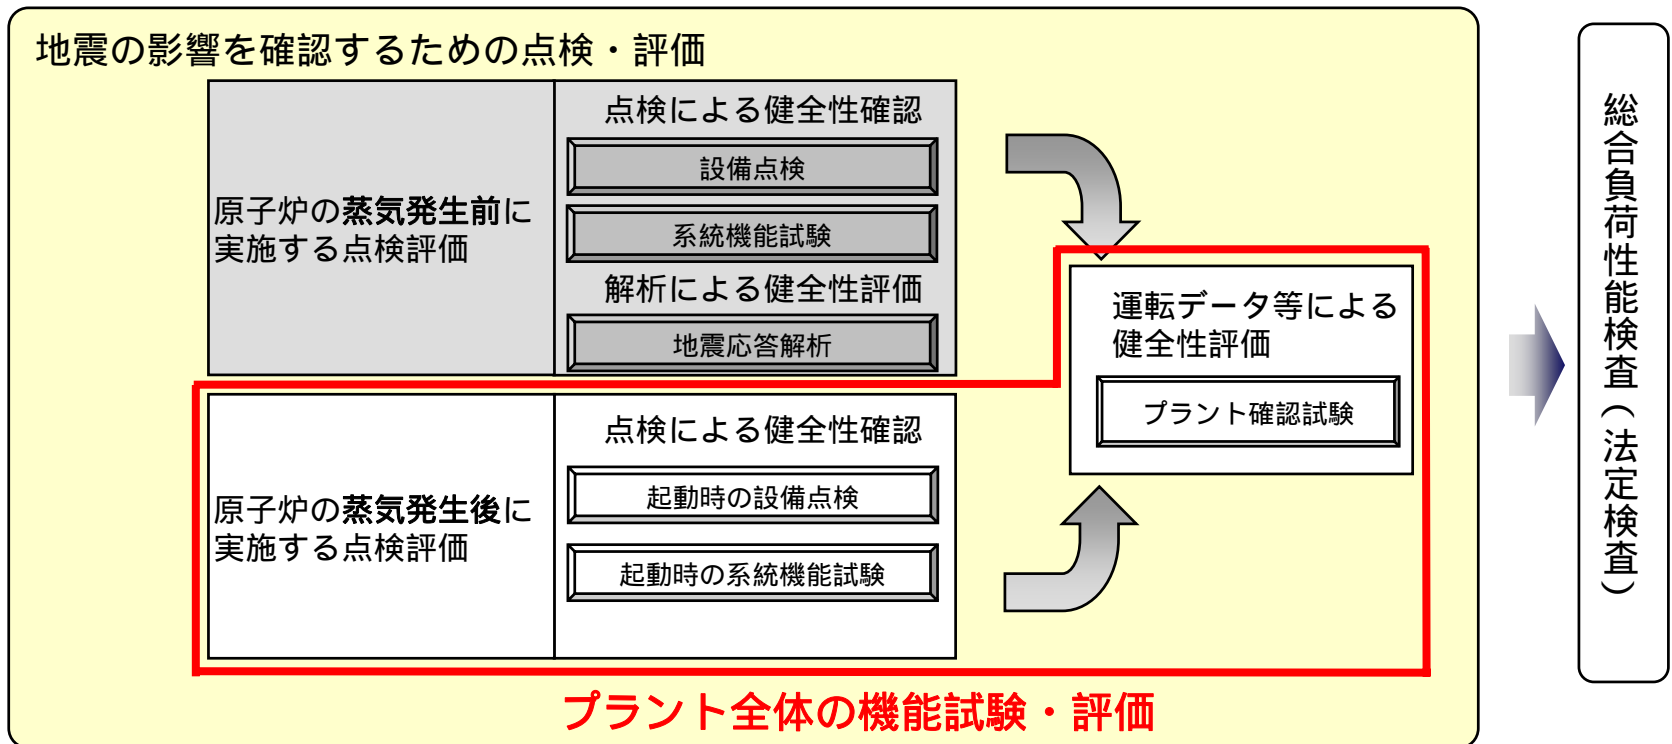 地震の影響を確認するための点検・評価
原子炉の蒸気発生前に
実施する点検評価
点検による健全性確認
設備点検
系統機能試験
解析による健全性評価
地震応答解析
原子炉の蒸気発生後に
実施する点検評価
点検による健全性確認
起動時の設備点検
起動時の系統機能試験
運転データ等による
健全性評価
プラント確認試験
プラント全体の機能試験・評価
総合負荷性能検査（法定検査）